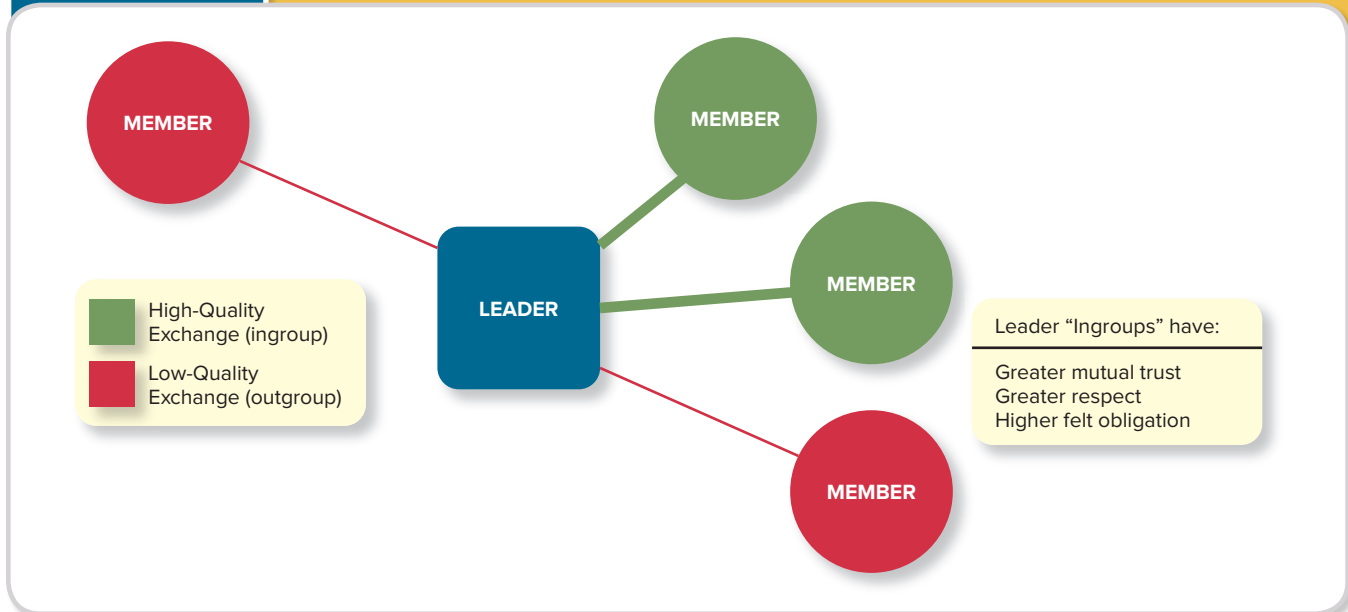 MEMBER
MEMBER
MEMBER
LEADER
High-Quality
Exchange (ingroup)
Low-Quality
Exchange (outgroup)
Leader “Ingroups” have:
Greater mutual trust
Greater respect
Higher felt obligation
MEMBER